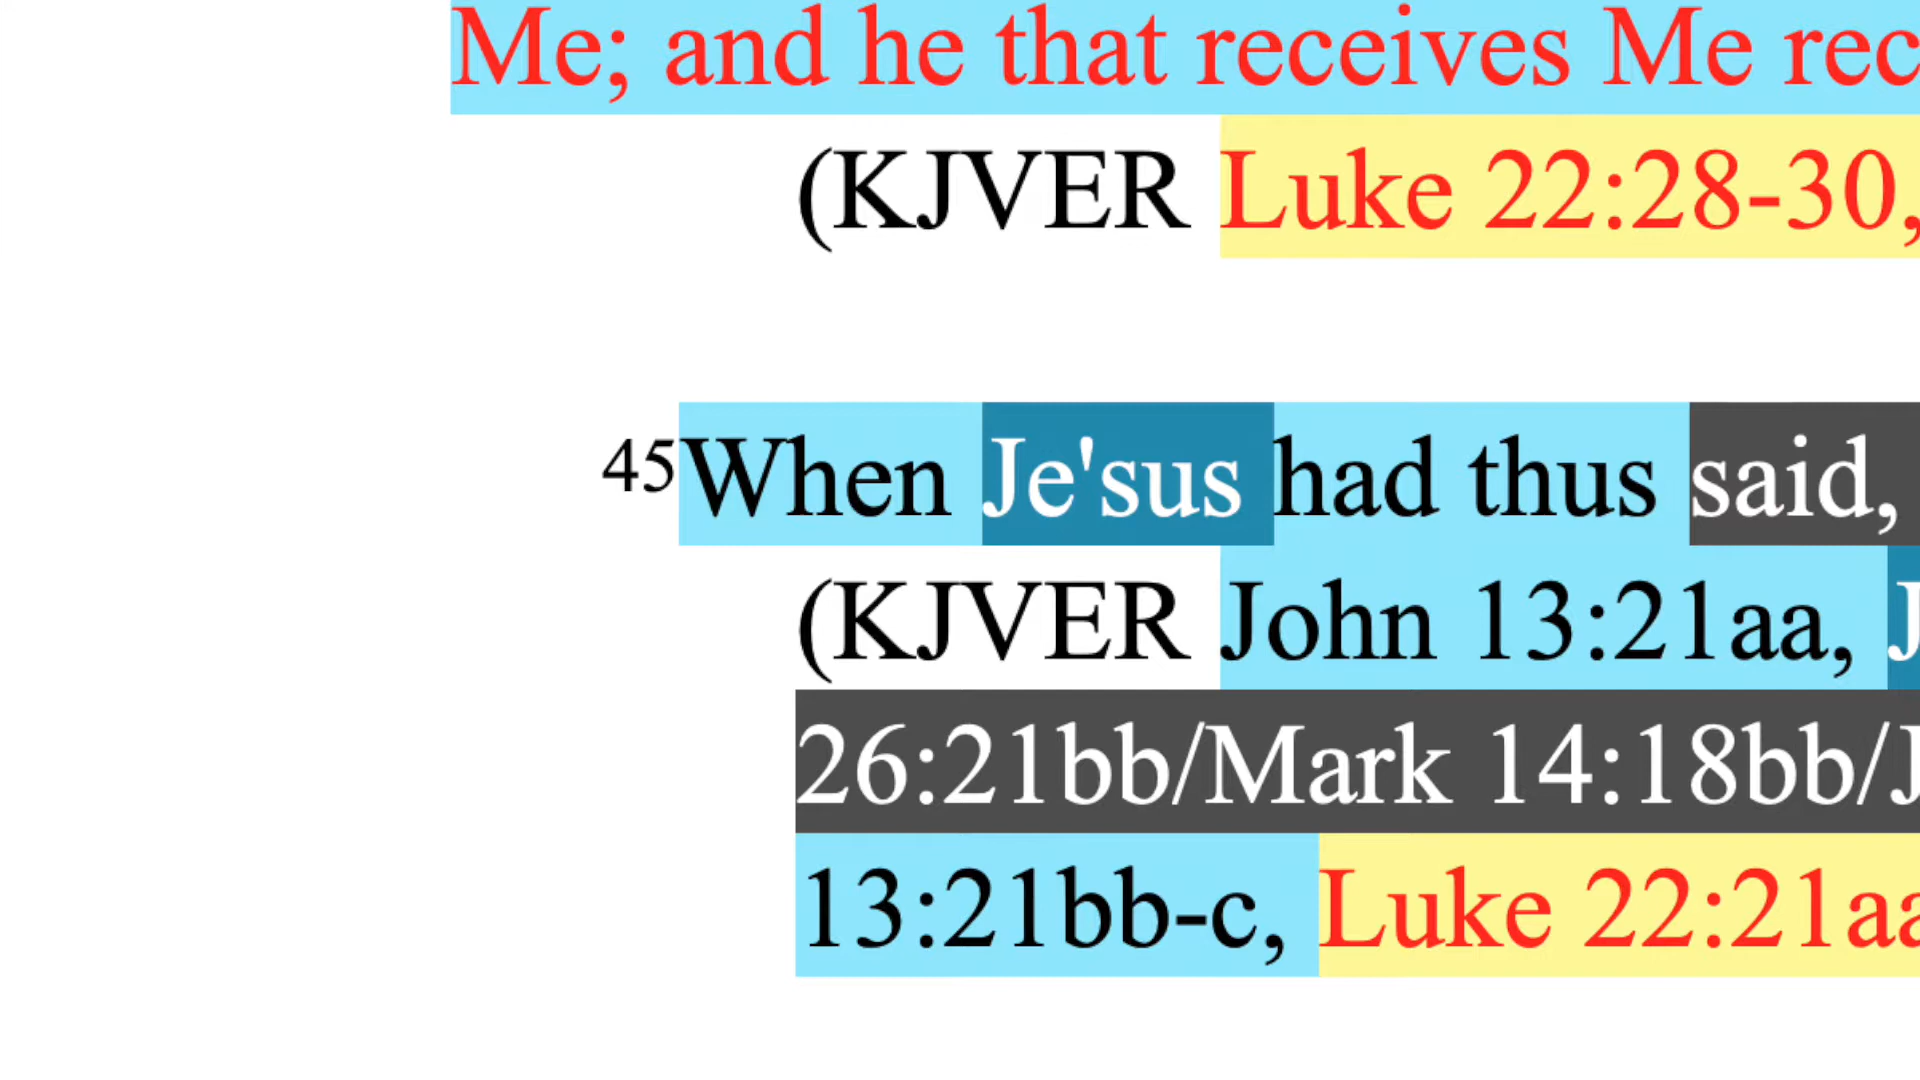 Me; and he that receives Me rec
(KJVER Luke 22:28-30,
45When Je'sus had thus said,
(KJVER John 13:21aa, J
26:21bb/Mark 14:18bb/J
13:21bb-c, Luke 22:21aa